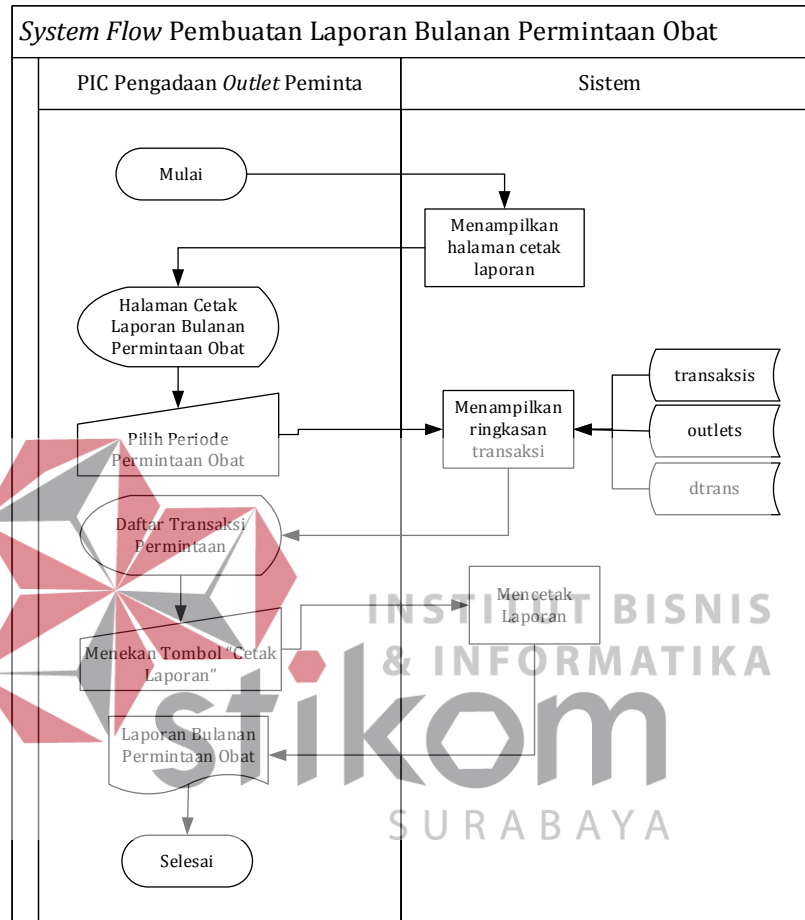 System Flow Pembuatan Laporan Bulanan Permintaan Obat
PIC Pengadaan Outlet Peminta
Sistem
Mulai
Menampilkan
halaman cetak
laporan
Halaman Cetak
Laporan Bulanan
Permintaan Obat
Pilih Periode
Permintaan Obat
Menampilkan
ringkasan
transaksi
transaksis
outlets
dtrans
Daftar Transaksi
Permintaan
Menekan Tombol “Cetak
Laporan”
Mencetak
Laporan
Laporan Bulanan
Permintaan Obat
Selesai
INSTITUT BISNIS
& INFORMATIKA
stikom
SURABAYA